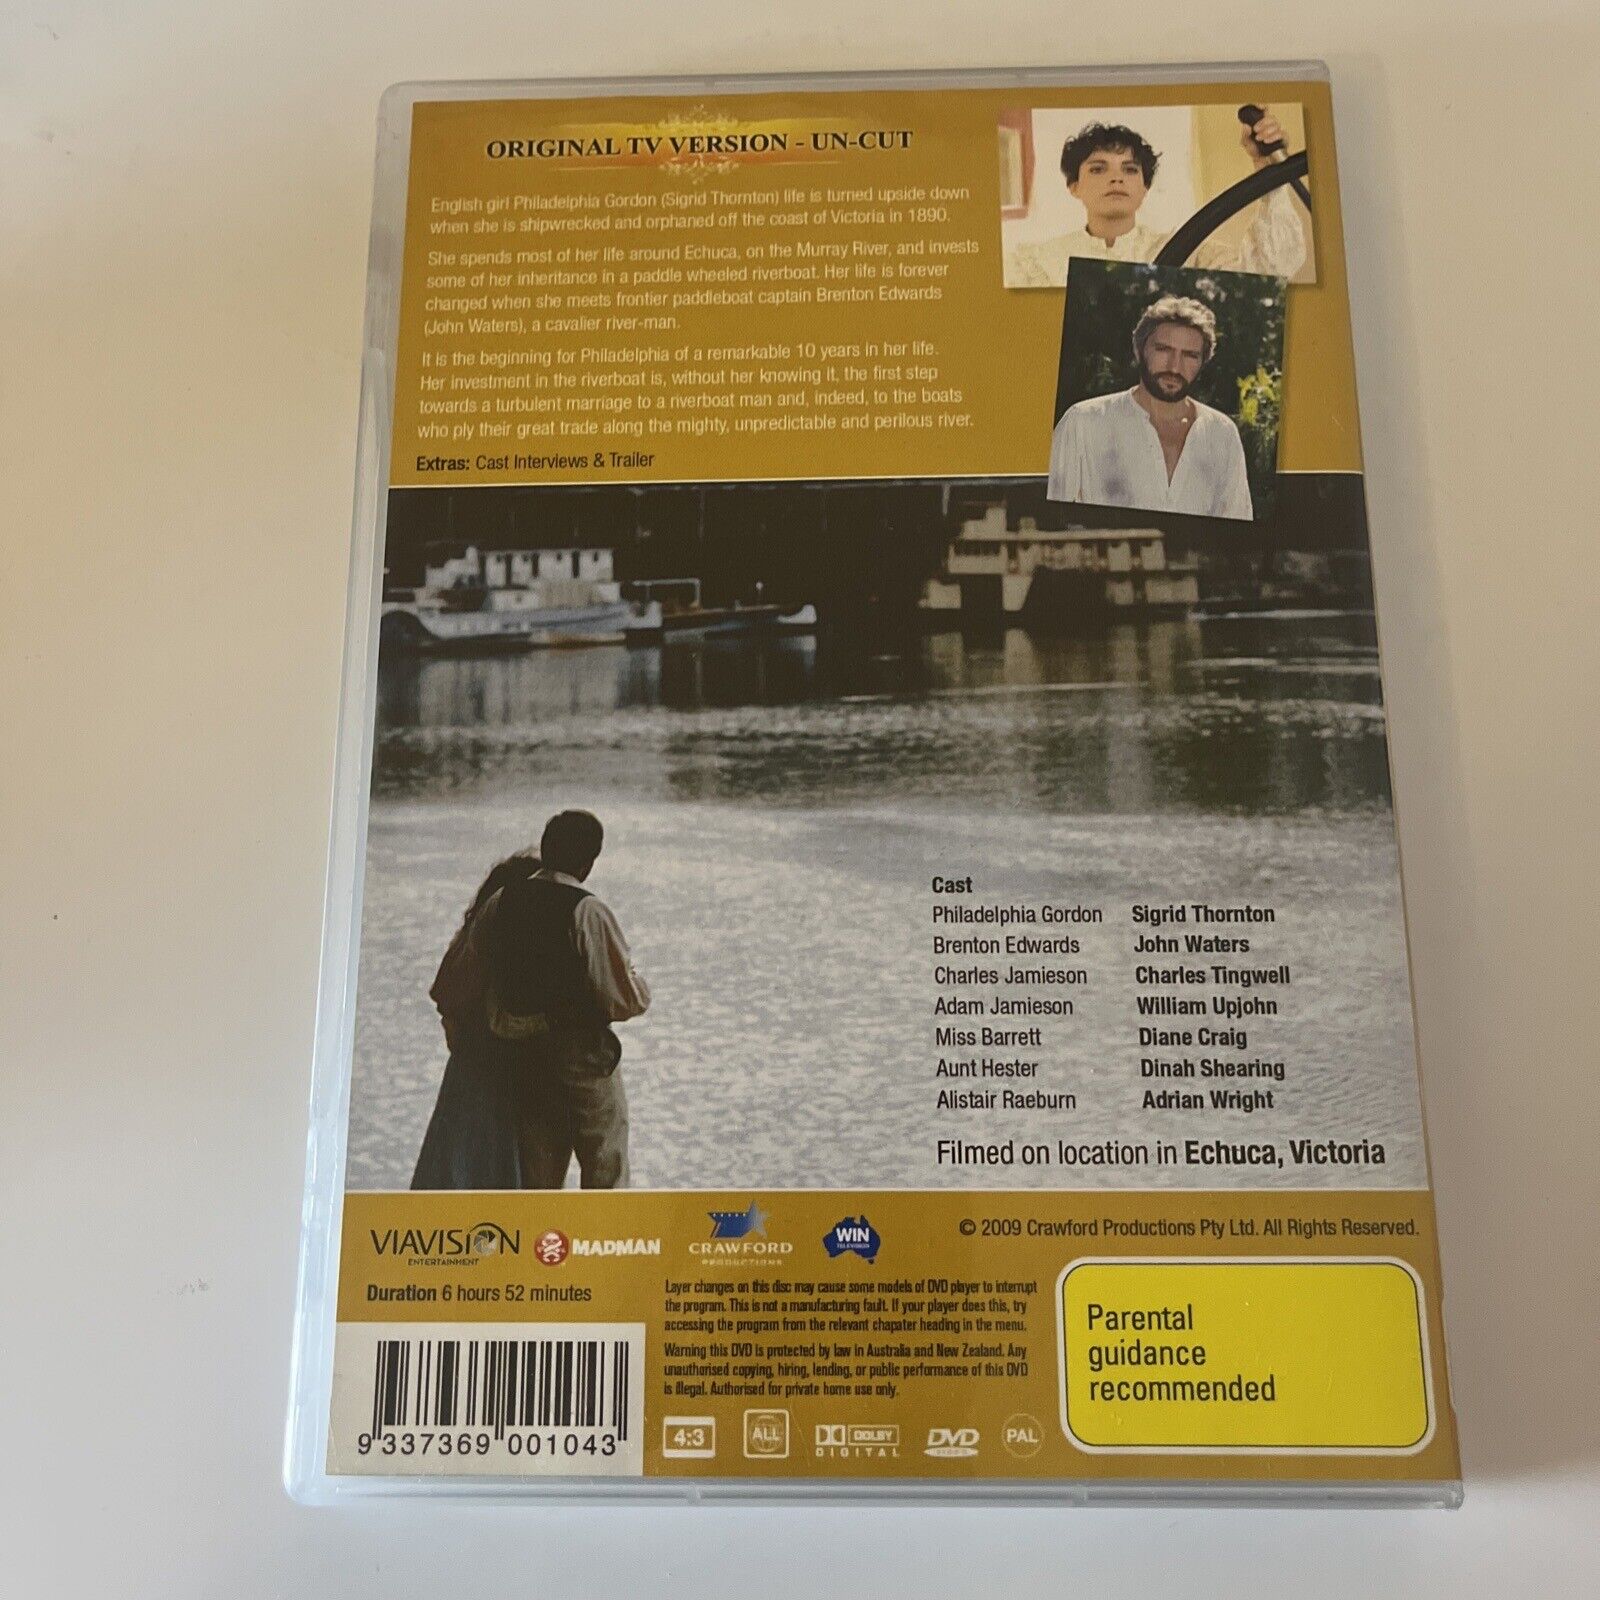 ORIGINAL TV VERSION - UN-CUT
English girl Philadelphia Gordon (Sigrid Thornton) life is turned upside down
when she is shipwrecked and orphaned off the coast of Victoria in 1890.
She spends most of her life around Echuca, on the Murray River, and invests
some of her inheritance in a paddle wheeled riverboat. Her life is forever
changed when she meets frontier paddleboat captain Brenton Edwards
(John Waters), a cavalier river-man.
It is the beginning for Philadelphia of a remarkable 10 years in her life.
Her investment in the riverboat is, without her knowing it, the first step
towards a turbulent marriage to a riverboat man and, indeed, to the boats
who ply their great trade along the mighty, unpredictable and perilous river.
Extras: Cast Interviews & Trailer
Cast
Philadelphia Gordon Sigrid Thornton
Brenton Edwards John Waters
Charles Jamieson Charles Tingwell
Adam Jamieson William Upjohn
Miss Barrett Diane Craig
Aunt Hester Dinah Shearing
Alistair Raeburn Adrian Wright
Filmed on location in Echuca, Victoria
VIAVISION
ENTERTAINMENT
MADMAN
CRAWFORD
PRODUCTIONS
WIN
TELEVISION
© 2009 Crawford Productions Pty Ltd. All Rights Reserved.
Duration 6 hours 52 minutes
Layer changes on this disc may cause some models of DVD player to interrupt
the program. This is not a manufacturing fault. If your player does this, try
accessing the program from the relevant chapater heading in the menu.
Warning this DVD is protected by law in Australia and New Zealand. Any
unauthorised copying, hiring, lending, or public performance of this DVD
is illegal. Authorised for private home use only.
Parental
guidance
recommended
9 337369 001043
4:3
ALL
DOLBY
DIGITAL
DVD
VIDEO
PAL